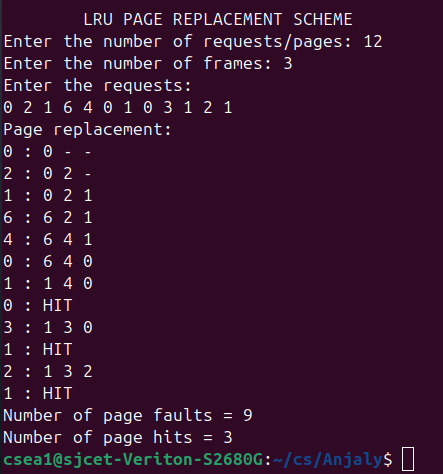 LRU PAGE REPLACEMENT SCHEME
Enter the number of requests/pages: 12
Enter the number of frames: 3
Enter the requests:
0 2 1 6 4 0 1 0 3 1 2 1
Page replacement:
0 : 0 - -
2 : 0 2 -
1 : 0 2 1
6 : 6 2 1
4 : 6 4 1
0 : 6 4 0
1 : 1 4 0
0 : HIT
3 : 1 3 0
1 : HIT
2 : 1 3 2
1 : HIT
Number of page faults = 9
Number of page hits = 3
csea1@sjcet-Veriton-S2680G:~/cs/Anjaly$